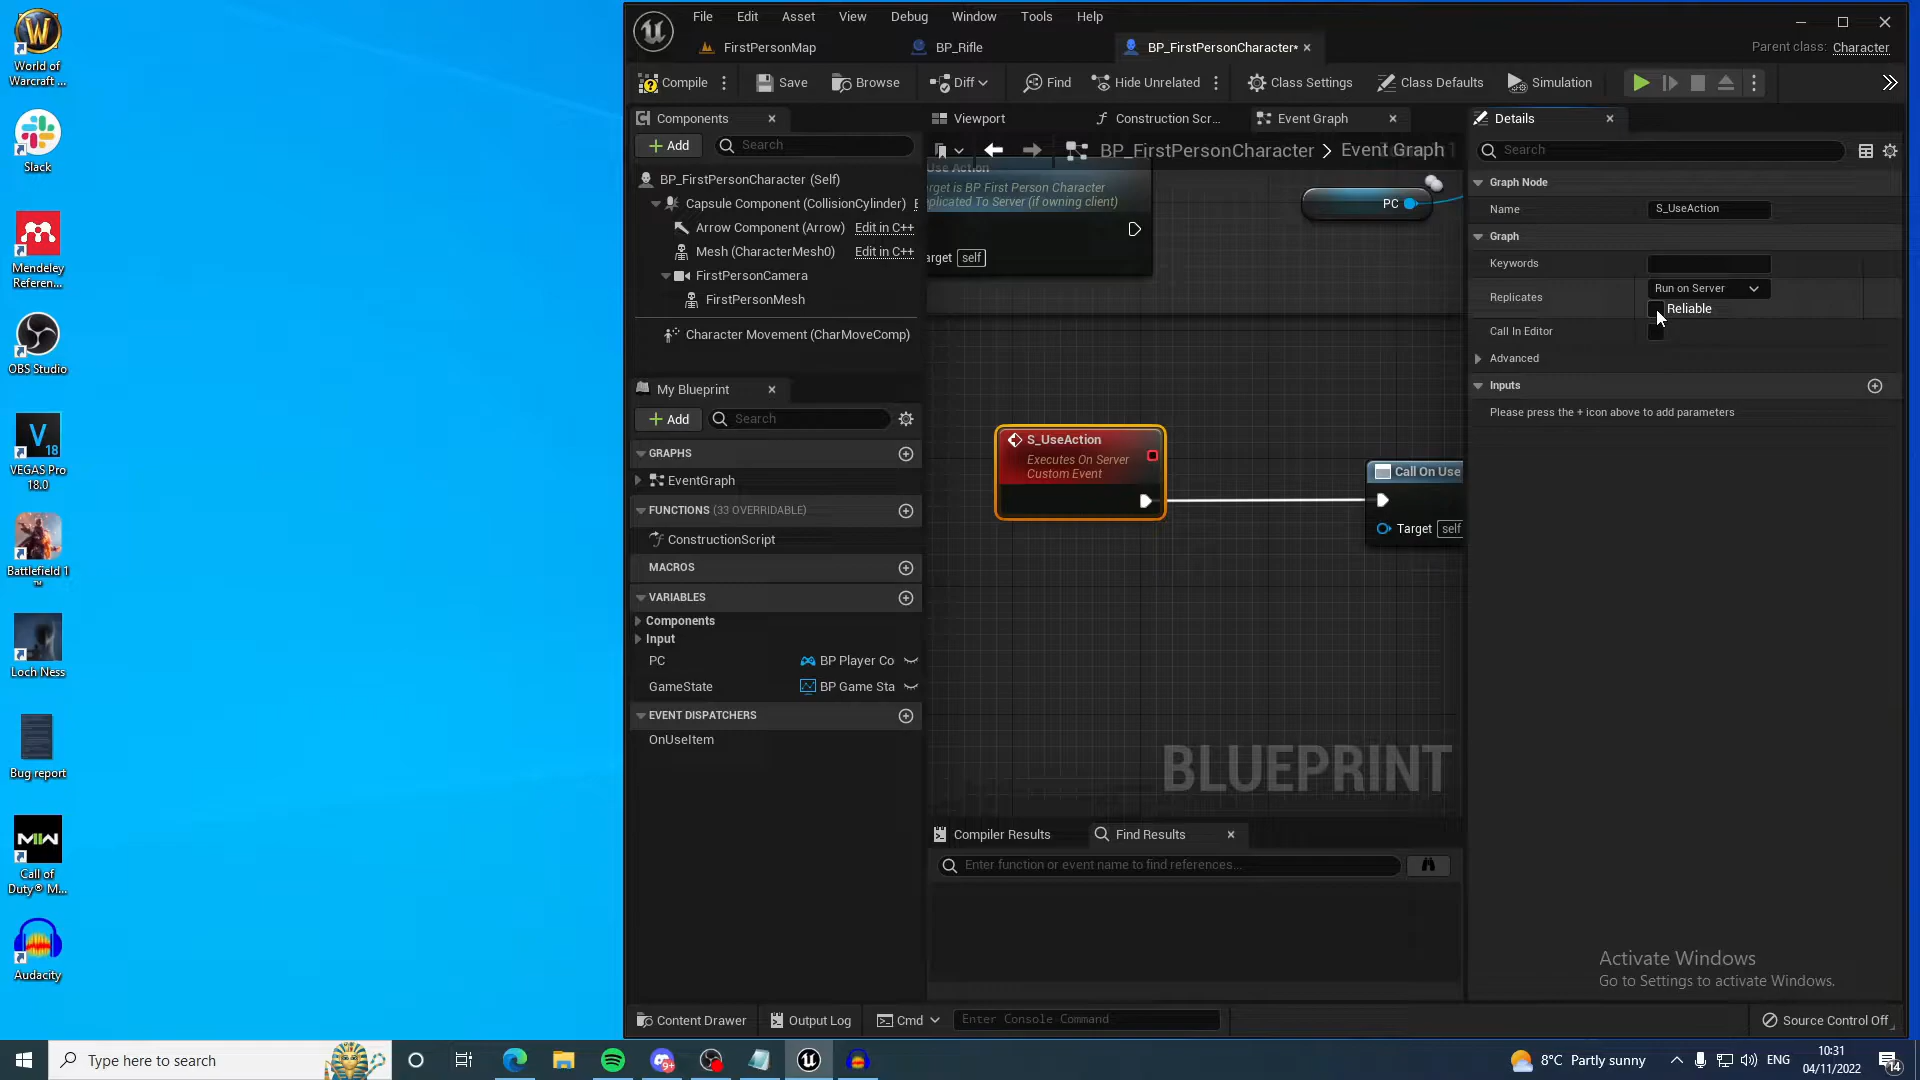 World of
Warcraft ...
Slack
Mendeley
Referen...
OBS Studio
VEGAS Pro
18.0
Battlefield 1
™
Loch Ness
Bug report
Call of
Duty® M...
Audacity
File
Edit
Asset
View
Debug
Window
Tools
Help
FirstPersonMap
BP_Rifle
BP_FirstPersonCharacter*
Parent class: Character
Compile
Save
Browse
Diff
Find
Hide Unrelated
Class Settings
Class Defaults
Simulation
Components
Add
Search
BP_FirstPersonCharacter (Self)
Capsule Component (CollisionCylinder)
Arrow Component (Arrow)
Edit in C++
Mesh (CharacterMesh0)
Edit in C++
FirstPersonCamera
FirstPersonMesh
Character Movement (CharMoveComp)
My Blueprint
Add
Search
GRAPHS
EventGraph
FUNCTIONS (33 OVERRIDABLE)
ConstructionScript
MACROS
VARIABLES
Components
Input
PC
BP Player Co
GameState
BP Game Sta
EVENT DISPATCHERS
OnUseItem
Viewport
Construction Scr...
Event Graph
BP_FirstPersonCharacter > Event Graph
Use Action
arget is BP First Person Character
eplicated To Server (if owning client)
arget self
PC
S_UseAction
Executes On Server
Custom Event
Call On Use
Target self
BLUEPRINT
Compiler Results
Find Results
Enter function or event name to find references...
Details
Search
Graph Node
Name
S_UseAction
Graph
Keywords
Replicates
Run on Server
Reliable
Call In Editor
Advanced
Inputs
Please press the + icon above to add parameters
Activate Windows
Go to Settings to activate Windows.
Content Drawer
Output Log
Cmd
Enter Console Command
Source Control Off
Type here to search
9+
8°C Partly sunny
ENG
10:31
04/11/2022
14